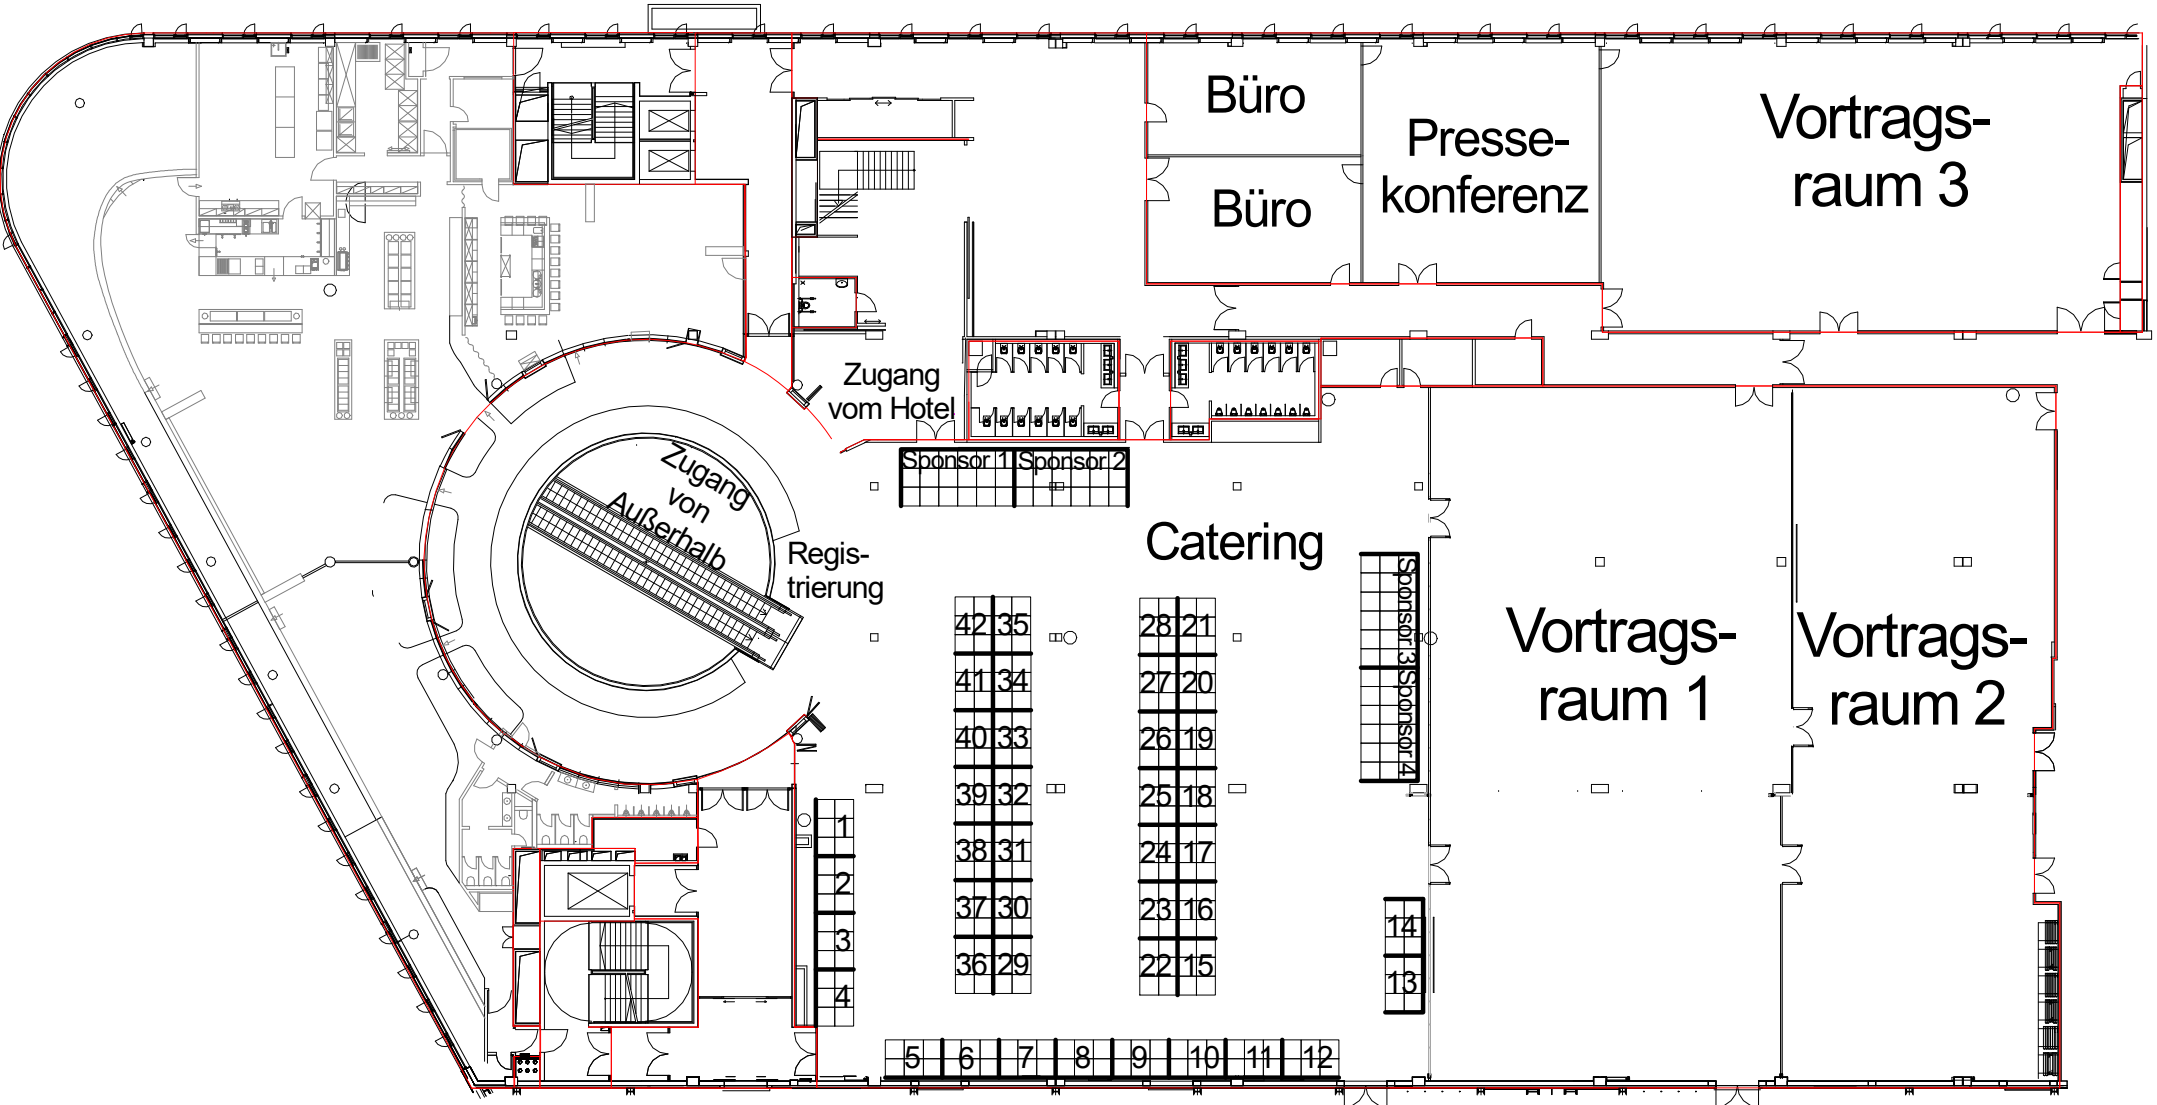 Büro
Büro
Presse-
konferenz
Vortrags-
raum 3
Zugang
vom Hotel
Zugang
von
Außerhalb
Regis-
trierung
Sponsor 1 Sponsor 2
Catering
Sponsor 3 Sponsor 4
Vortrags-
raum 1
Vortrags-
raum 2
42 35
41 34
40 33
39 32
38 31
37 30
36 29
28 21
27 20
26 19
25 18
24 17
23 16
22 15
1
2
3
4
14
13
5 6 7 8 9 10 11 12